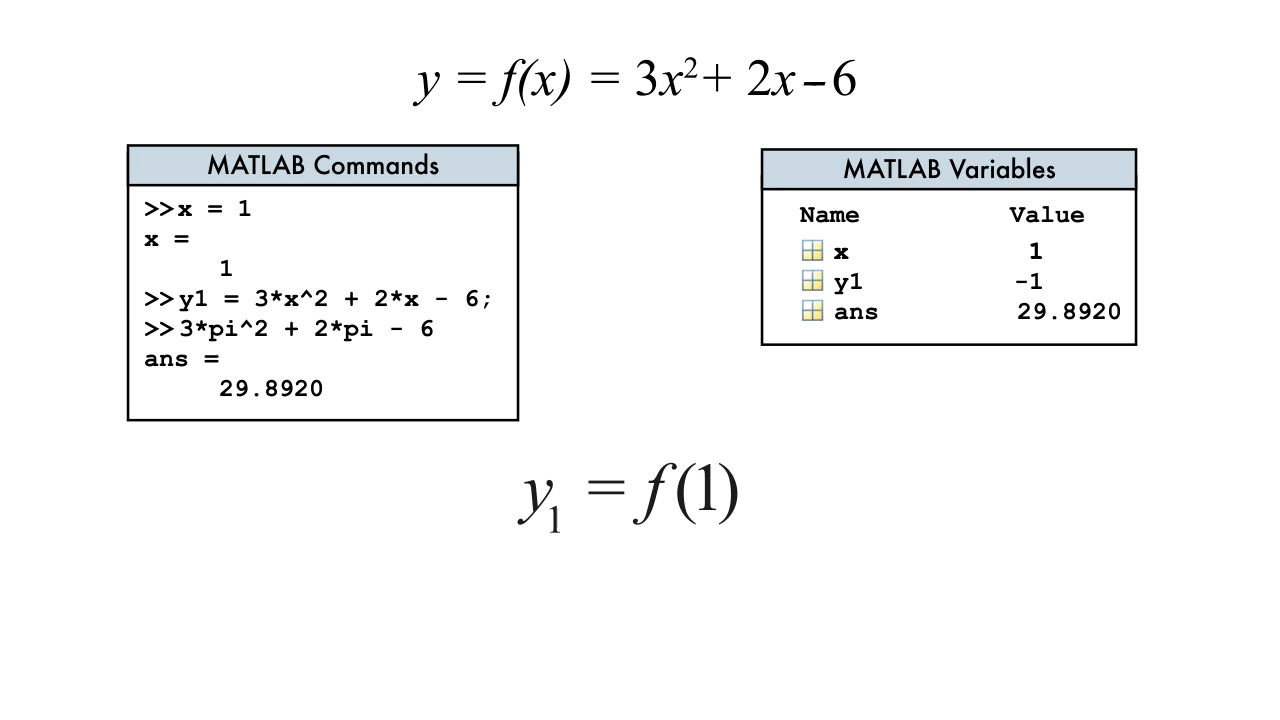 y = f(x) = 3x² + 2x – 6
MATLAB Commands
>>x = 1
x =
1
>>y1 = 3*x^2 + 2*x - 6;
>>3*pi^2 + 2*pi - 6
ans =
29.8920
MATLAB Variables
Name Value
x 1
y1 -1
ans 29.8920
y₁ = f(1)